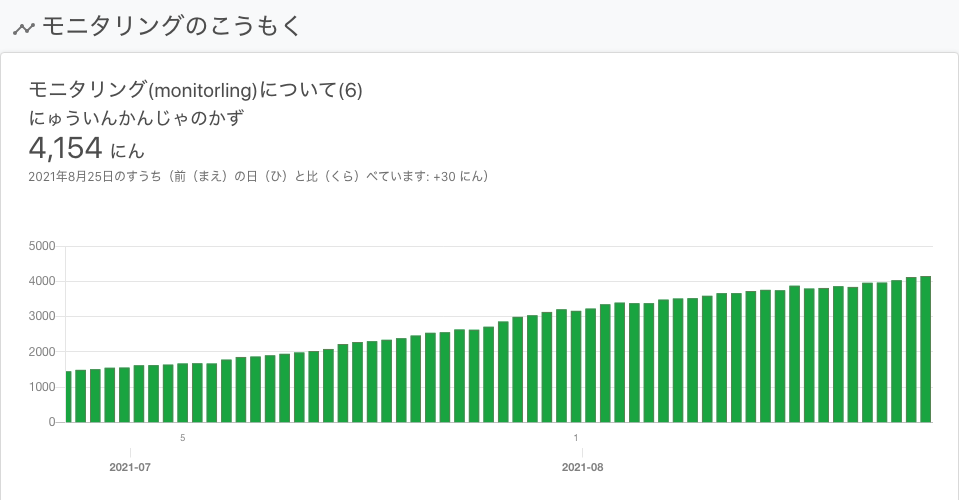 モニタリングのこうもく
モニタリング(monitorling)について(6)
にゅういんかんじゃのかず
4,154 にん
2021年8月25日のすうち（前（まえ）の日（ひ）と比（くら）べています: +30 にん）
5000
4000
3000
2000
1000
0
5 1
2021-07 2021-08